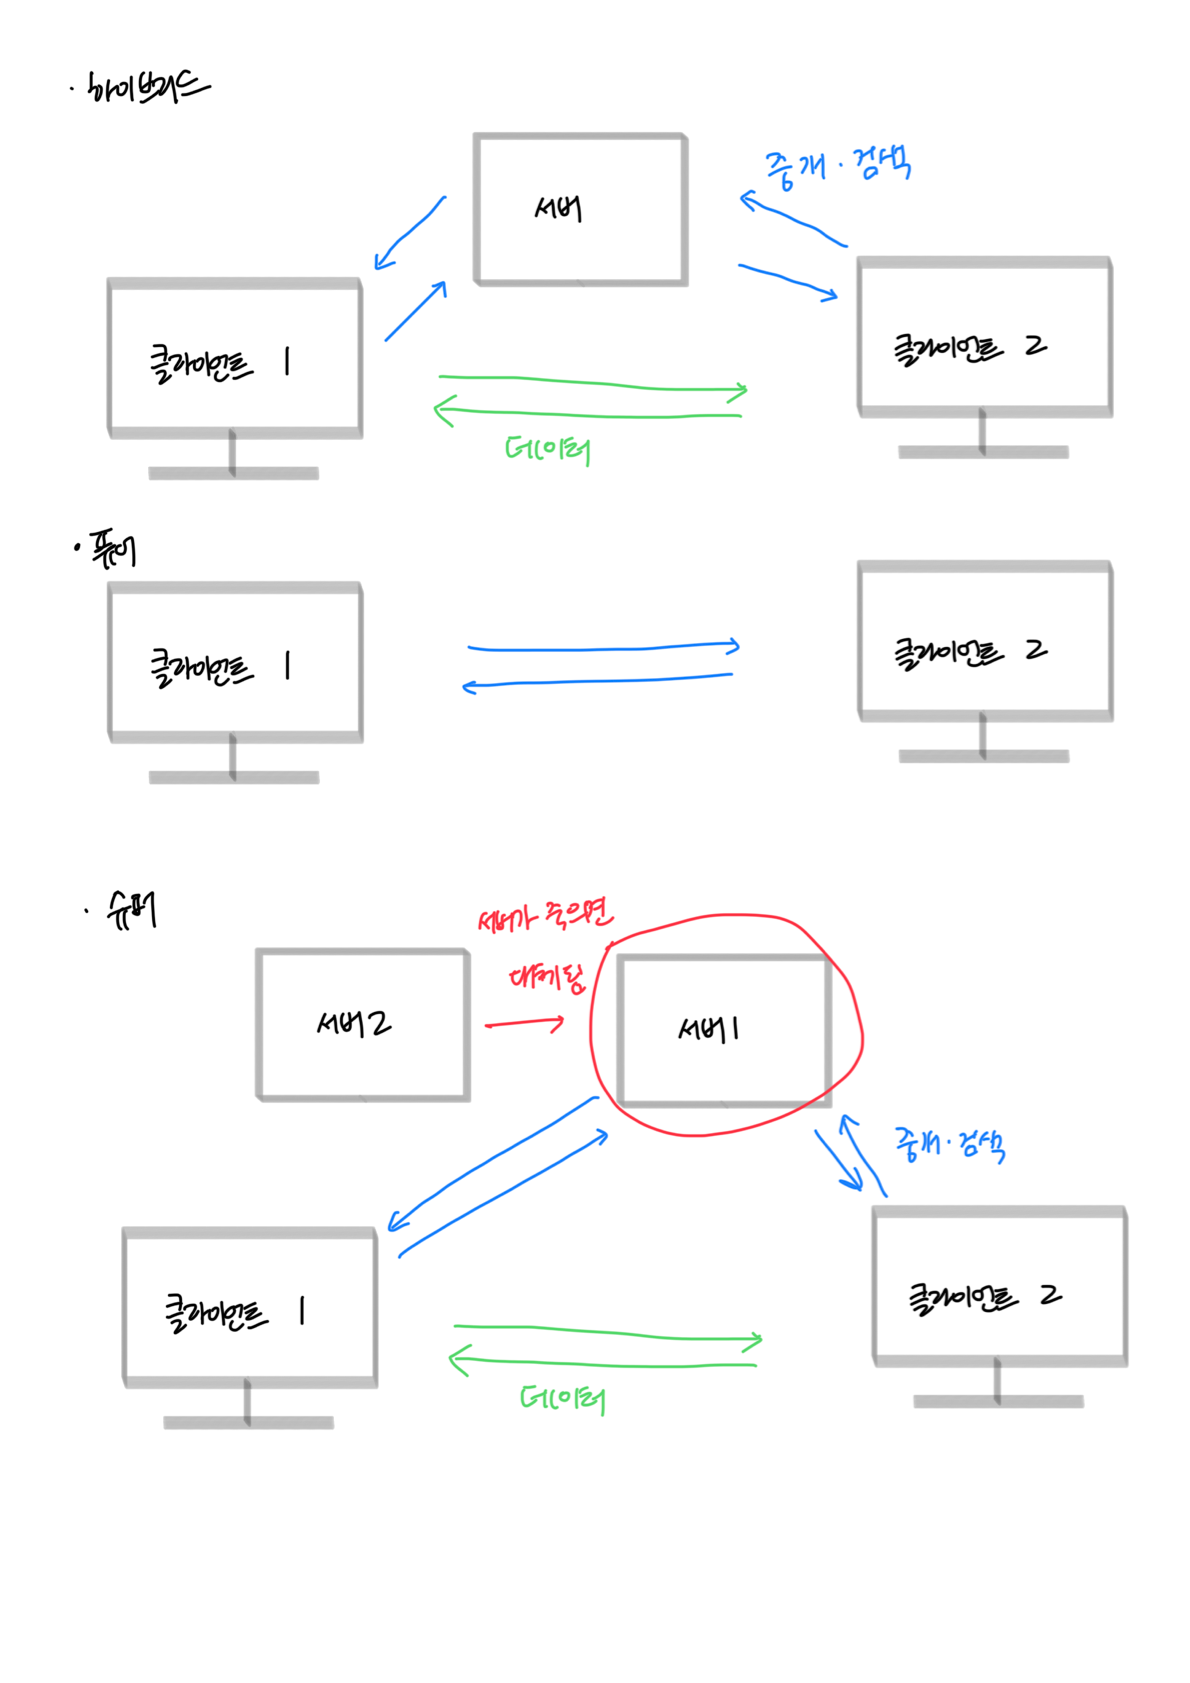 · 하이브리드
서버
중개 · 검색
클라이언트 1
클라이언트 2
데이터
· 퓨어
클라이언트 1
클라이언트 2
· 슈퍼
서버가 죽으면
대체됨
서버 2
서버 1
중개 · 검색
클라이언트 1
클라이언트 2
데이터